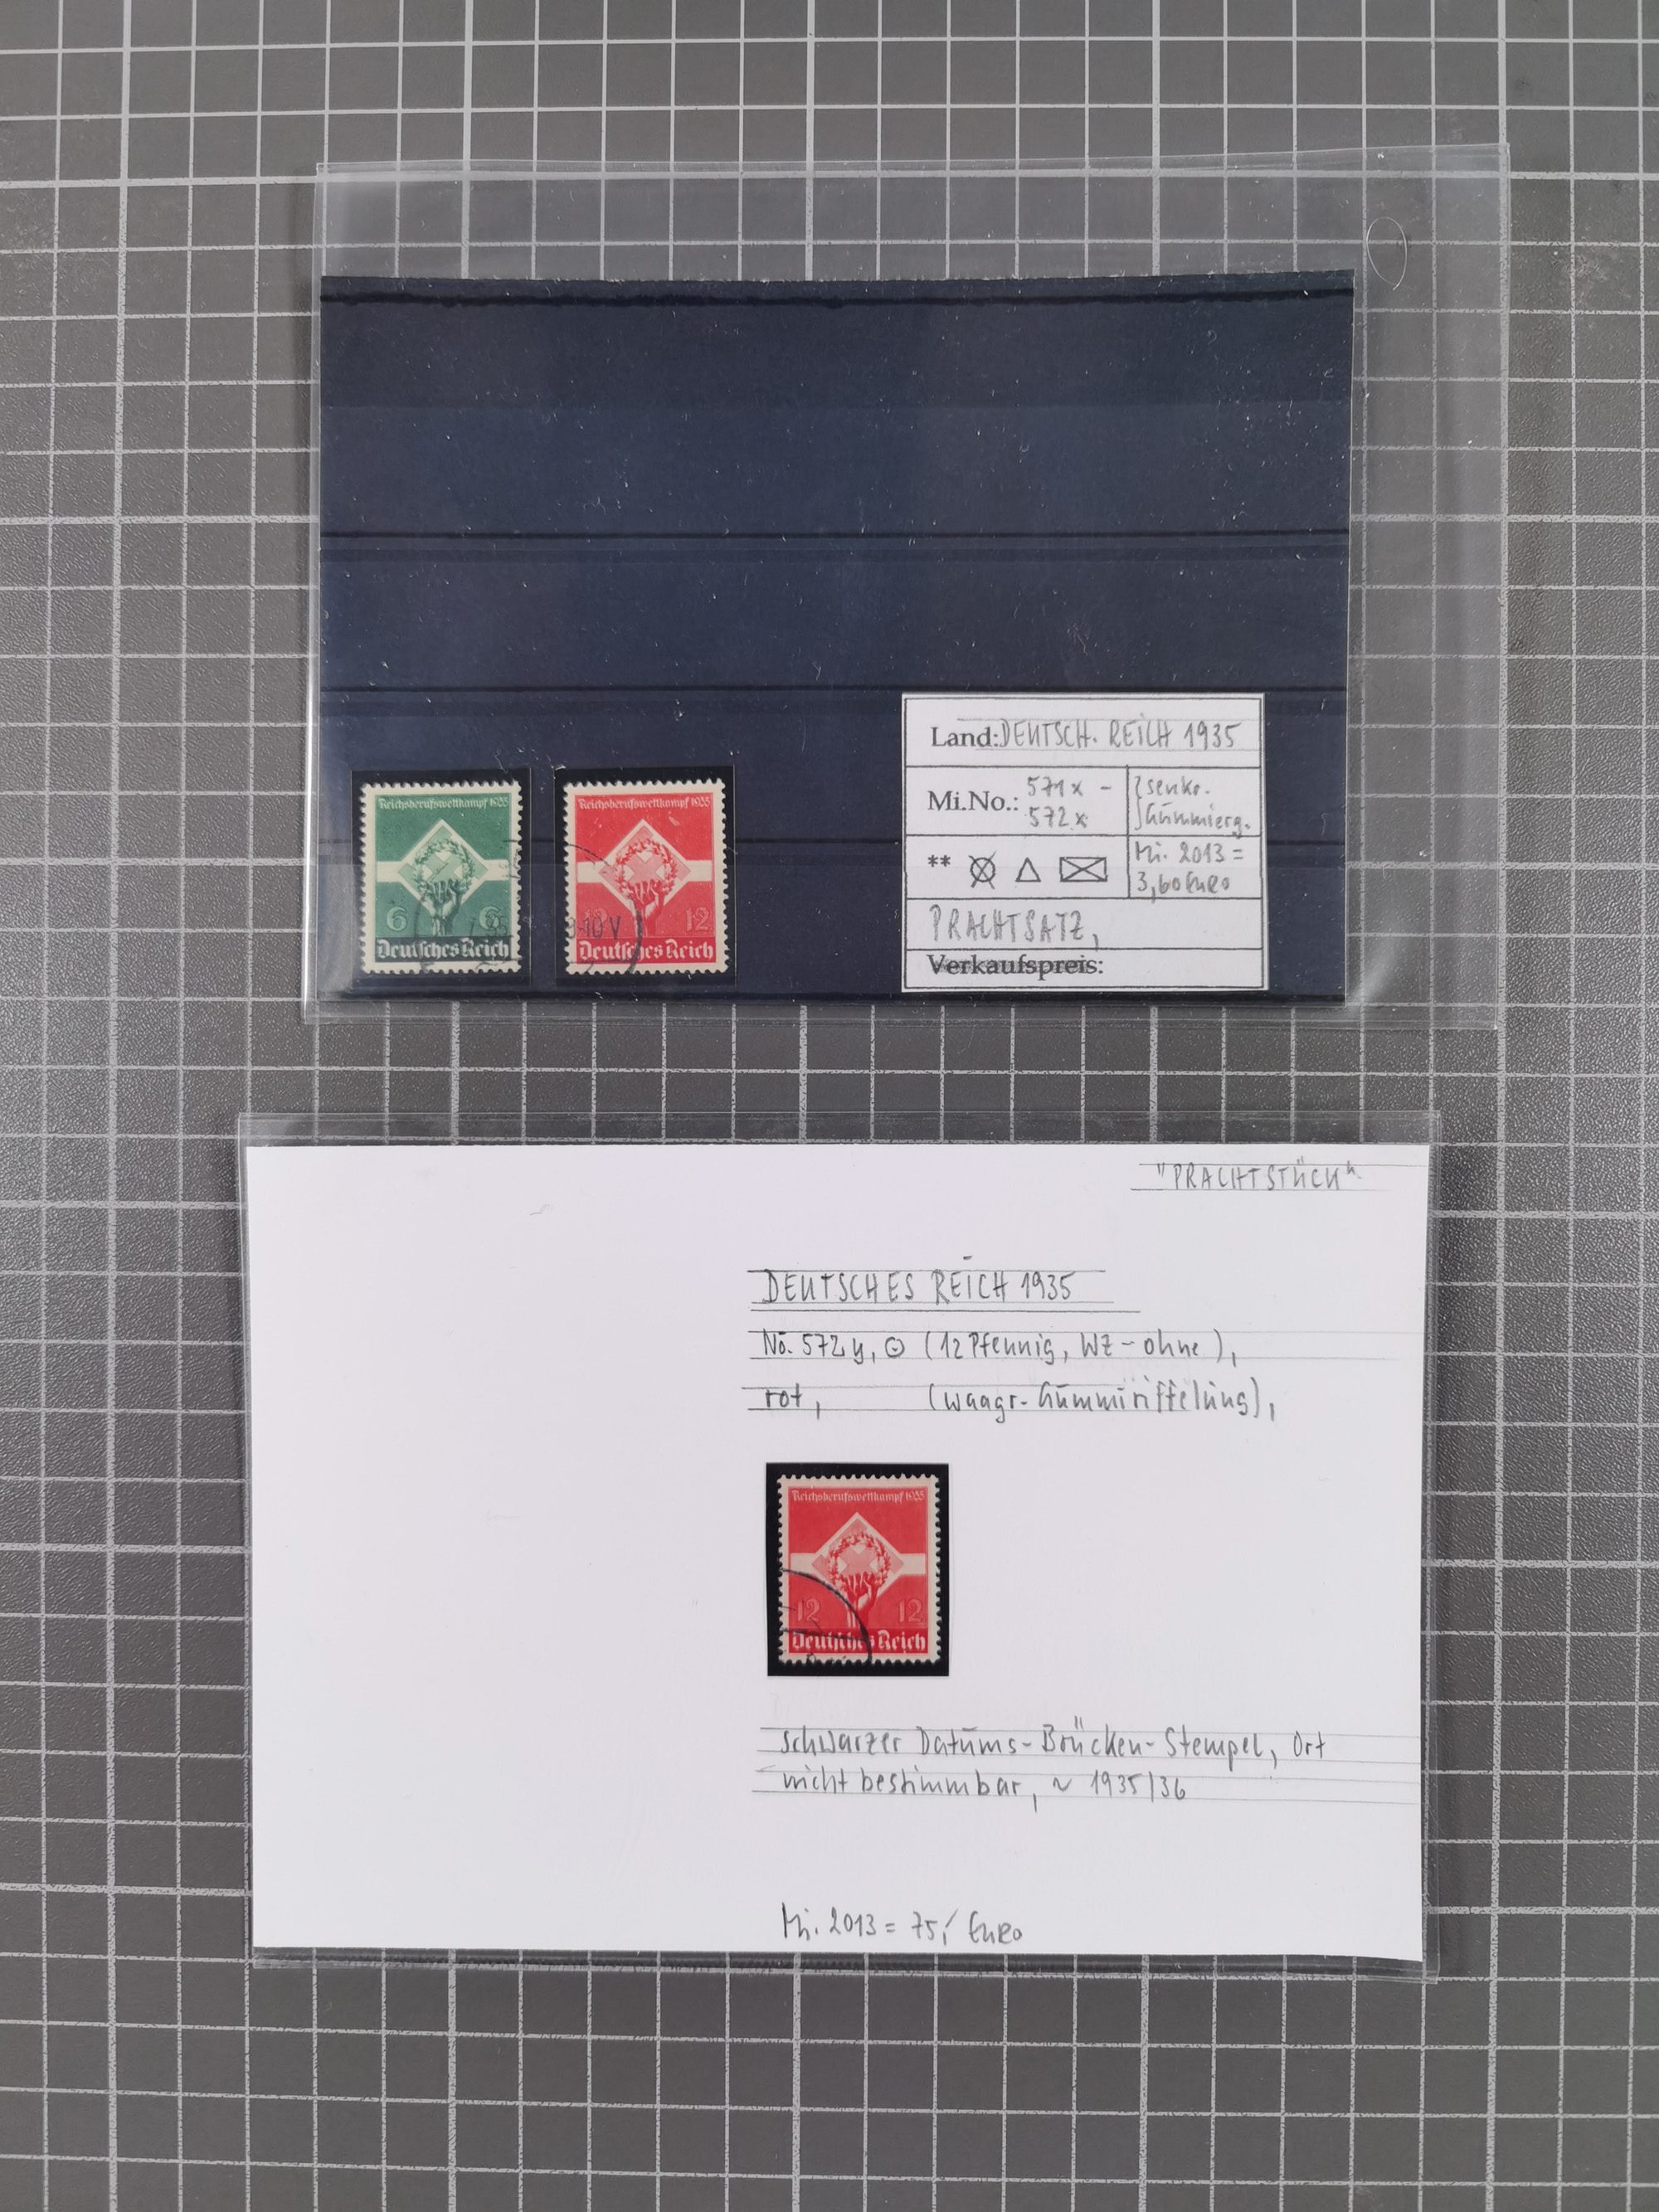 Land: DEUTSCH. REICH 1935
Mi.No.: 571x - senkr.
572x Gummierg.
** Mi. 2013 =
3,60 Euro
PRACHTSATZ,
Verkaufspreis:
Reichsberufswettkampf 1935
6 6
Deutsches Reich
Reichsberufswettkampf 1935
12
8-10 V
Deutsches Reich
"PRACHTSTÜCK"
DEUTSCHES REICH 1935
No. 572y, (12 Pfennig, WZ - ohne),
rot, (waagr. Gummiriffelung),
Reichsberufswettkampf 1935
12 12
Deutsches Reich
schwarzer Datums-Brücken-Stempel, Ort
nicht bestimmbar, ~ 1935/36
Mi. 2013 = 75,- Euro